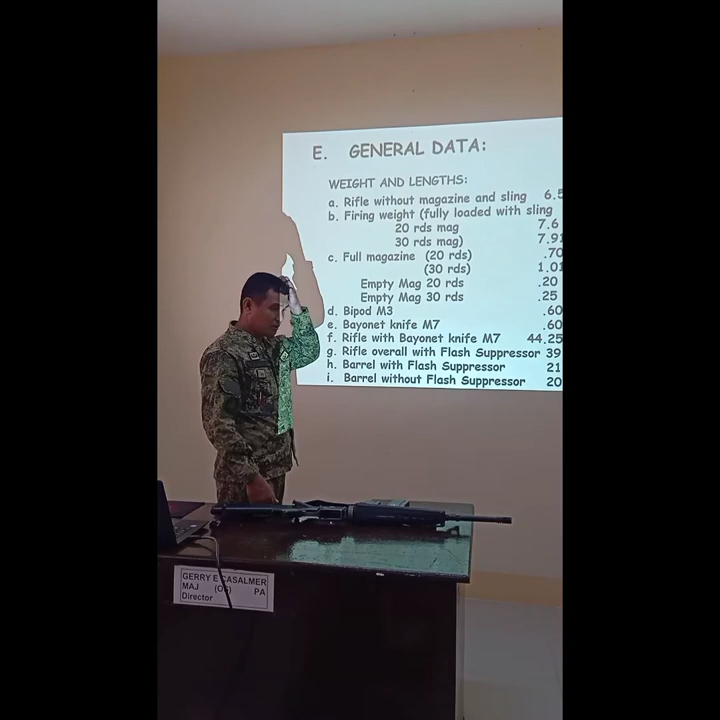 E. GENERAL DATA:
WEIGHT AND LENGTHS:
a. Rifle without magazine and sling 6.5
b. Firing weight (fully loaded with sling
20 rds mag 7.6
30 rds mag) 7.91
c. Full magazine (20 rds) .70
(30 rds) 1.01
Empty Mag 20 rds .20
Empty Mag 30 rds .25
d. Bipod M3 .60
e. Bayonet knife M7 .60
f. Rifle with Bayonet knife M7 44.25
g. Rifle overall with Flash Suppressor 39
h. Barrel with Flash Suppressor 21
i. Barrel without Flash Suppressor 20
GERRY E CASALMER
MAJ PA
Director